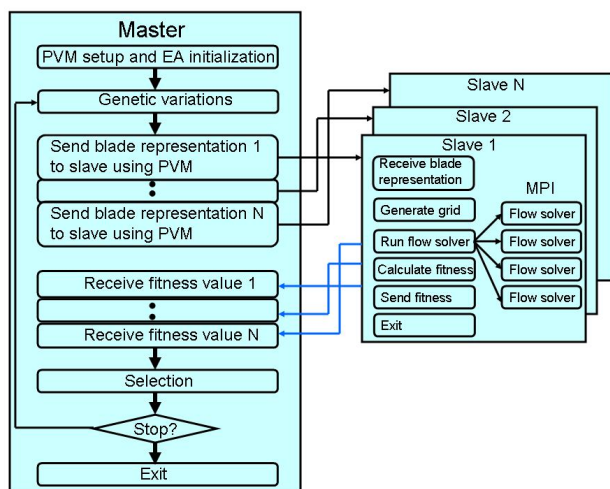 Master
PVM setup and EA initialization
Genetic variations
Send blade representation 1
to slave using PVM
Send blade representation N
to slave using PVM
Receive fitness value 1
Receive fitness value N
Selection
Stop?
Exit
Slave N
Slave 2
Slave 1
Receive blade
representation
Generate grid
Run flow solver
Calculate fitness
Send fitness
Exit
MPI
Flow solver
Flow solver
Flow solver
Flow solver